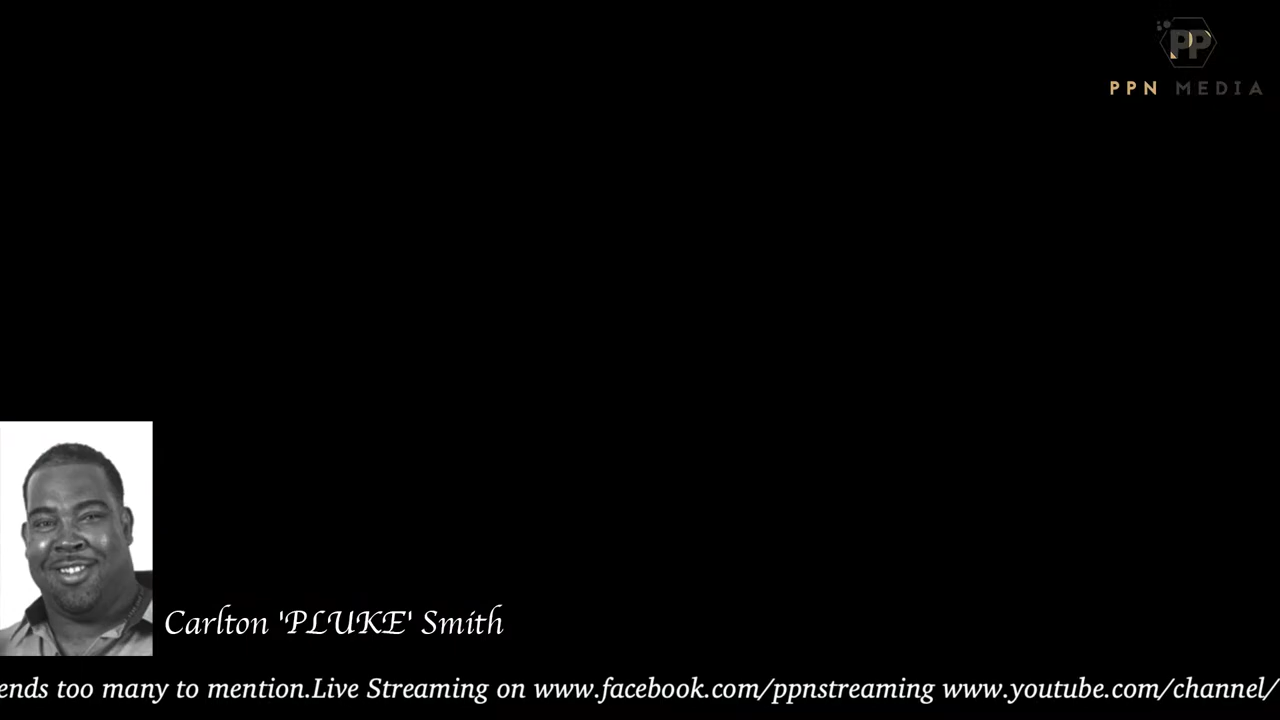 PP
PPN MEDIA
Carlton 'PLUKE' Smith
ends too many to mention.Live Streaming on www.facebook.com/ppnstreaming www.youtube.com/channel/